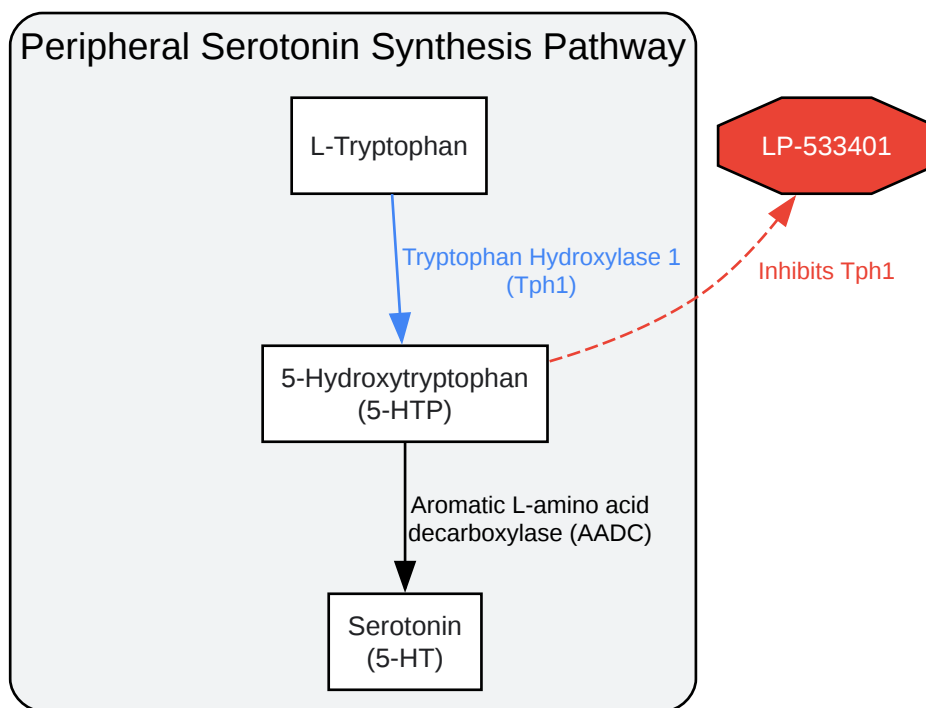 Peripheral Serotonin Synthesis Pathway
L-Tryptophan
LP-533401
Tryptophan Hydroxylase 1
(Tph1)
Inhibits Tph1
5-Hydroxytryptophan
(5-HTP)
Aromatic L-amino acid
decarboxylase (AADC)
Serotonin
(5-HT)